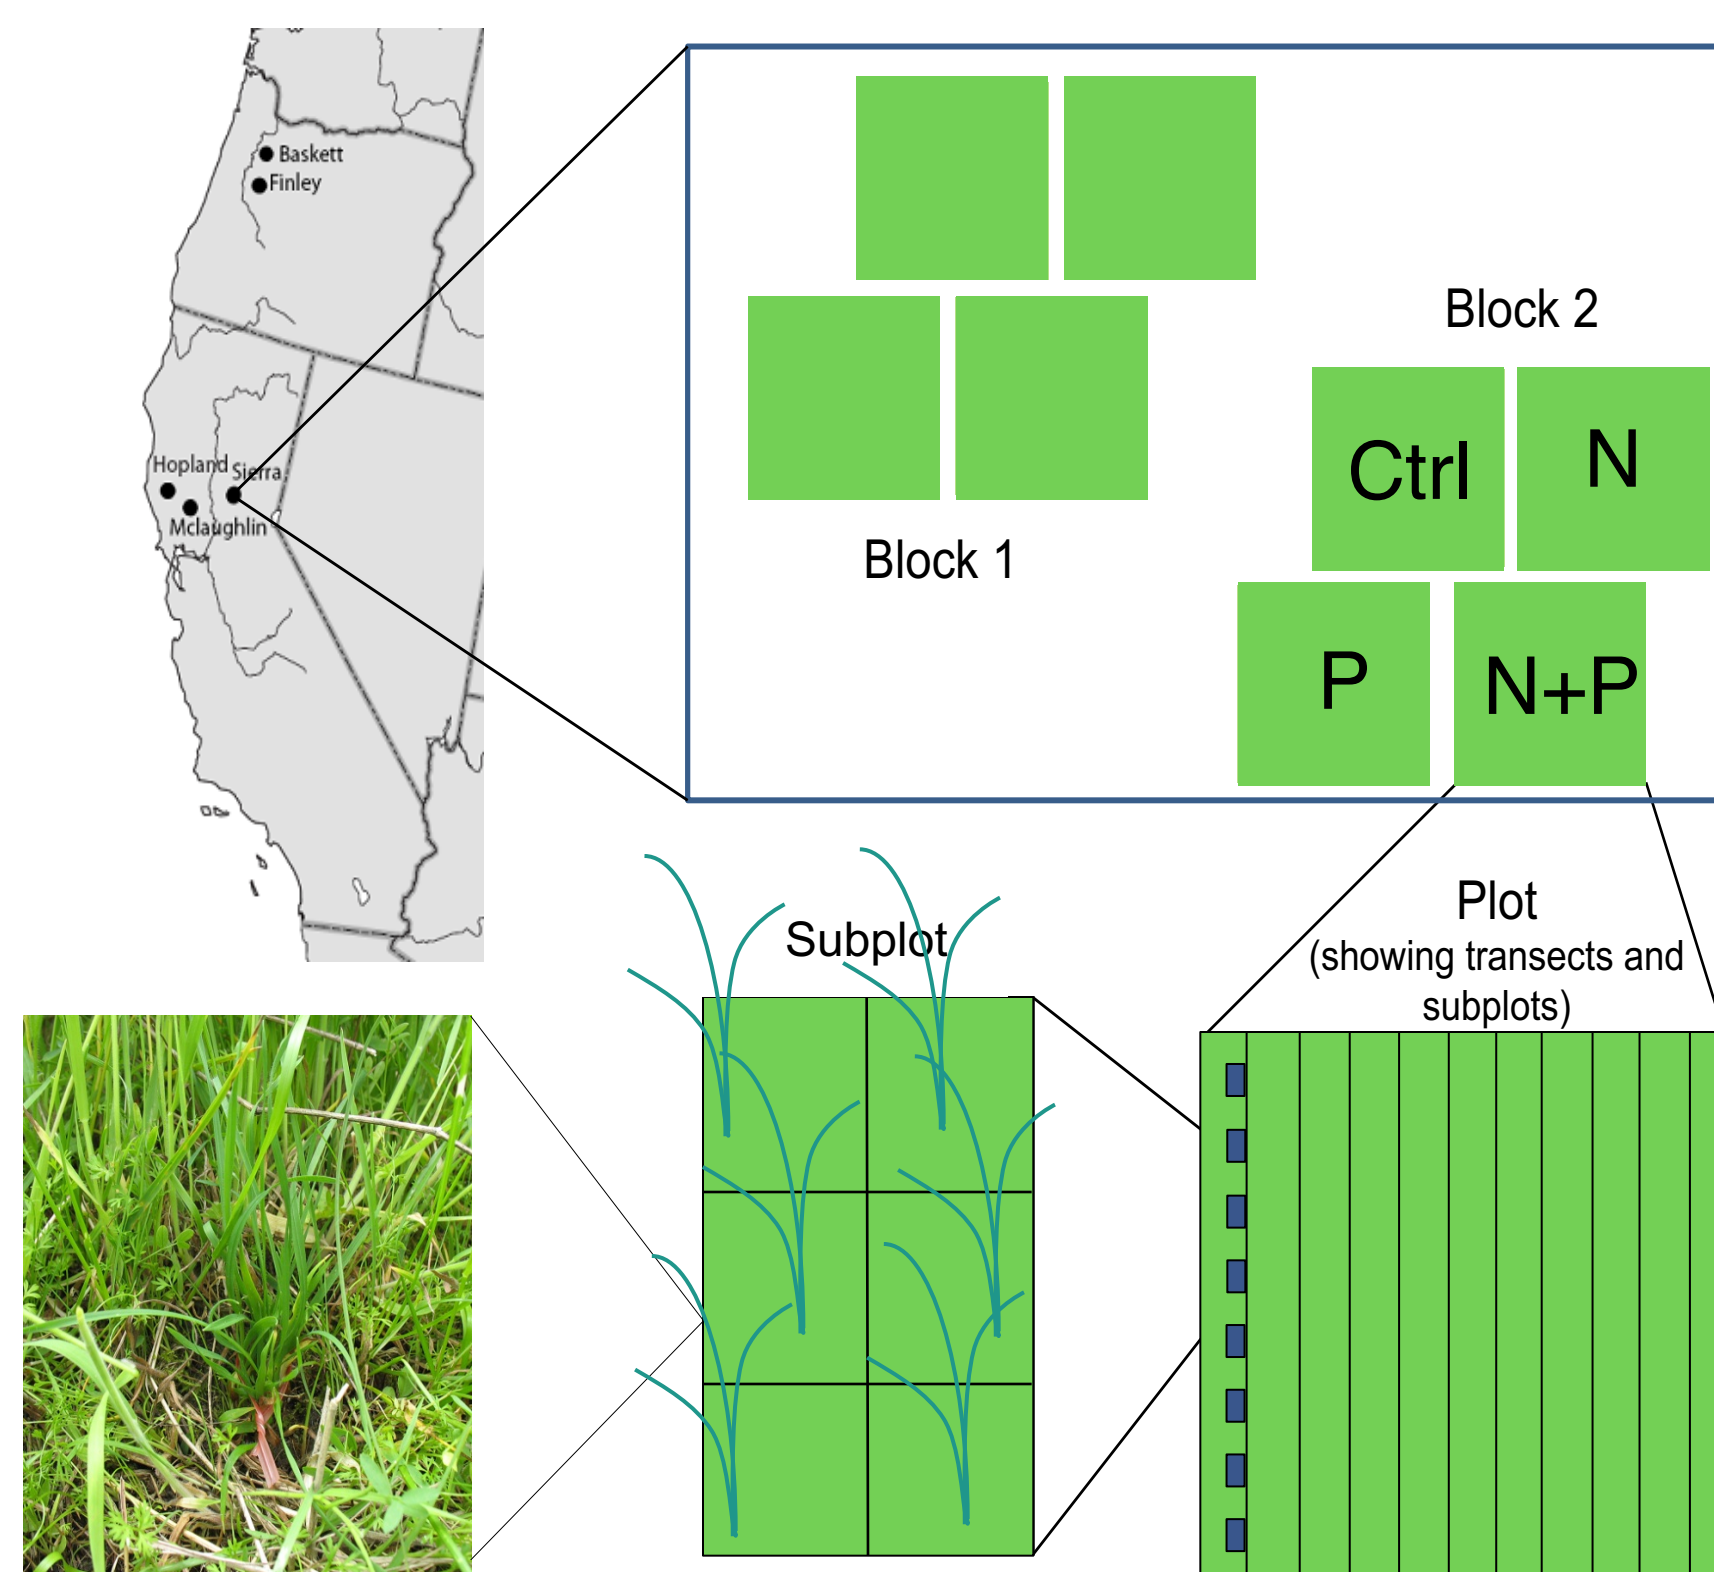 Baskett
Finley
Hopland
Sierra
Mclaughlin
Block 1
Block 2
Ctrl
N
P
N+P
Subplot
Plot
(showing transects and
subplots)